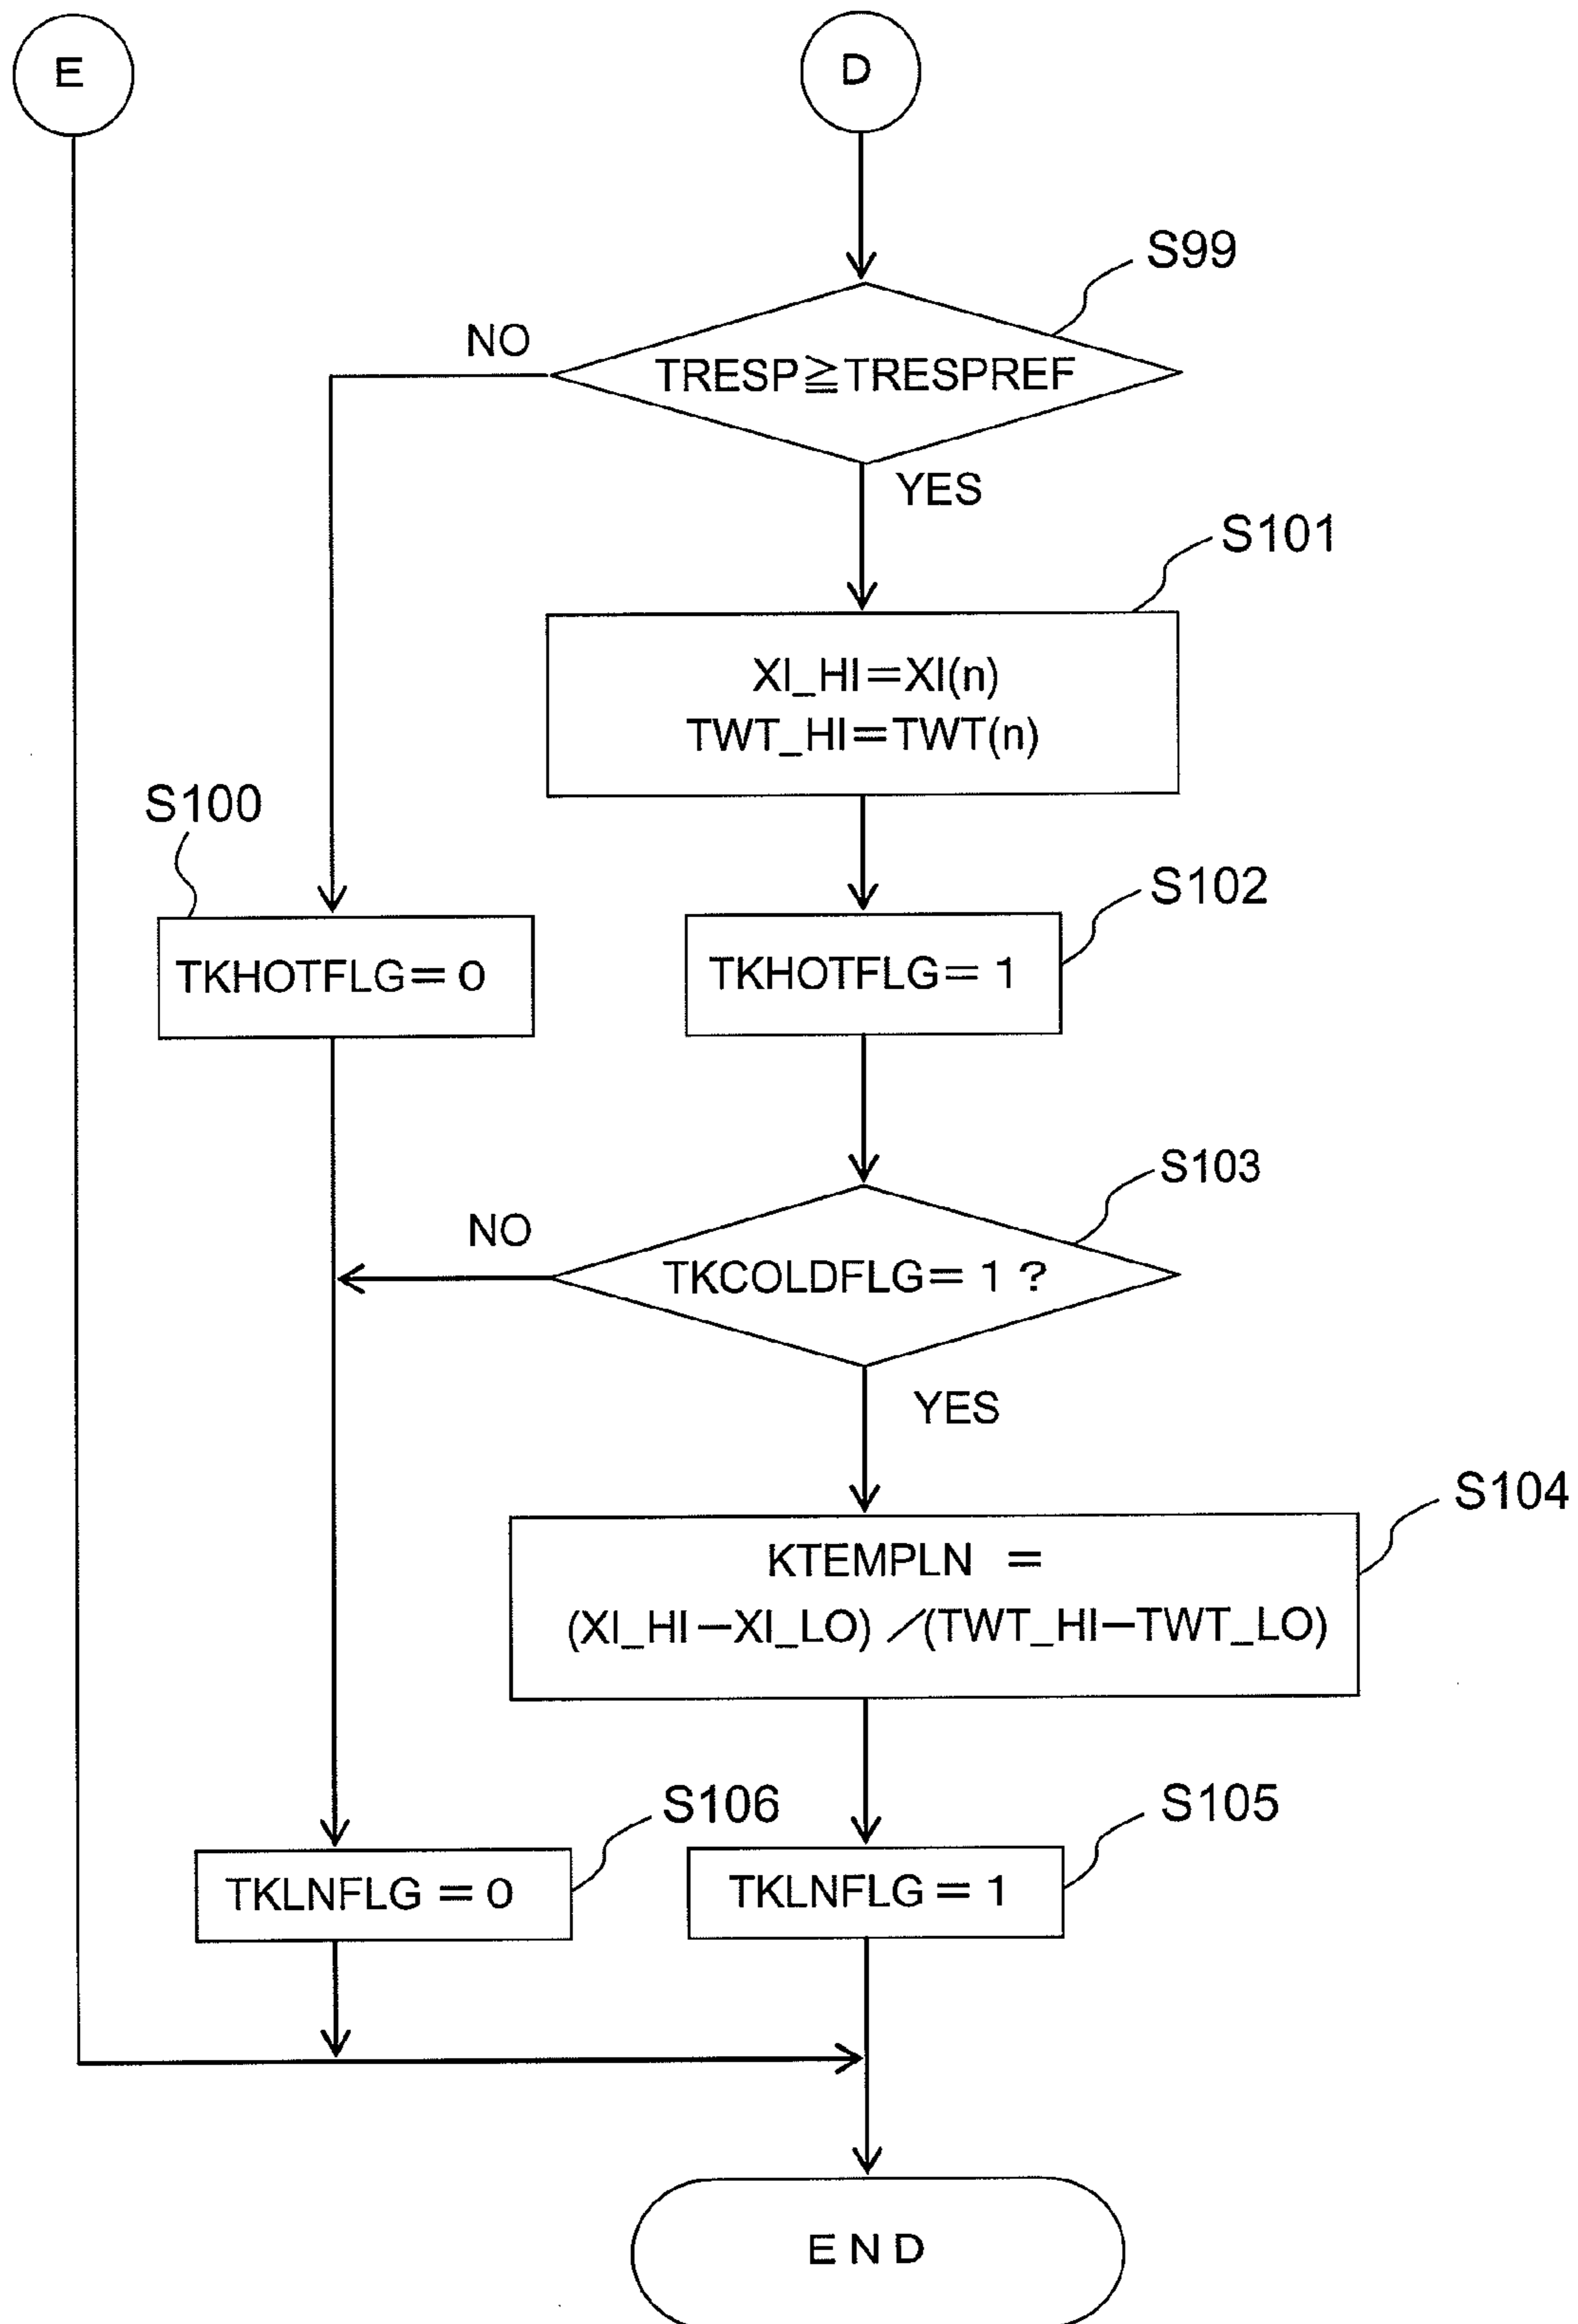 E
D
S99
NO
TRESP≧TRESPREF
YES
S101
XI_HI=XI(n)
TWT_HI=TWT(n)
S100
S102
TKHOTFLG=0
TKHOTFLG=1
S103
NO
TKCOLDFLG=1?
YES
S104
KTEMPLN =
(XI_HI-XI_LO)/(TWT_HI-TWT_LO)
S106
S105
TKLNFLG=0
TKLNFLG=1
END